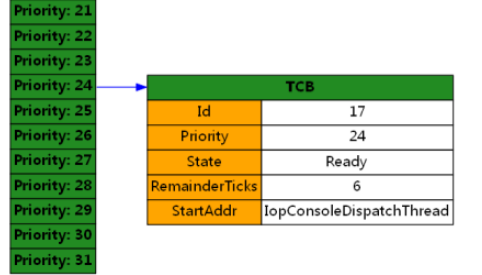 Priority: 21
Priority: 22
Priority: 23
Priority: 24
Priority: 25
Priority: 26
Priority: 27
Priority: 28
Priority: 29
Priority: 30
Priority: 31
TCB
Id 17
Priority 24
State Ready
RemainderTicks 6
StartAddr IopConsoleDispatchThread